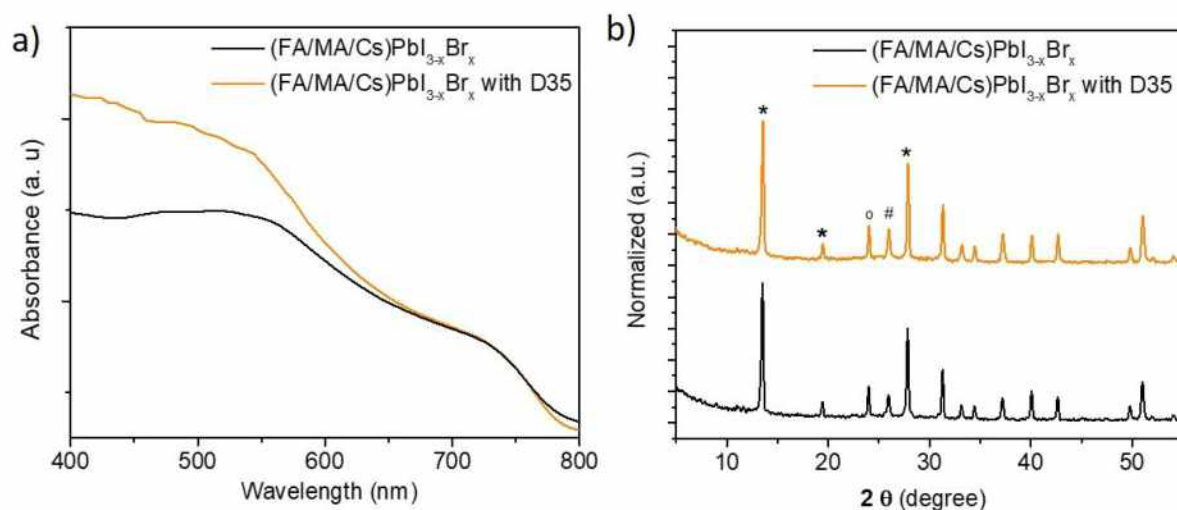 a)
(FA/MA/Cs)PbI₃₋ₓBrₓ
(FA/MA/Cs)PbI₃₋ₓBrₓ with D35
Absorbance (a. u)
400 500 600 700 800
Wavelength (nm)
b)
(FA/MA/Cs)PbI₃₋ₓBrₓ
(FA/MA/Cs)PbI₃₋ₓBrₓ with D35
*
*
o #
*
Normalized (a.u.)
10 20 30 40 50
2 θ (degree)